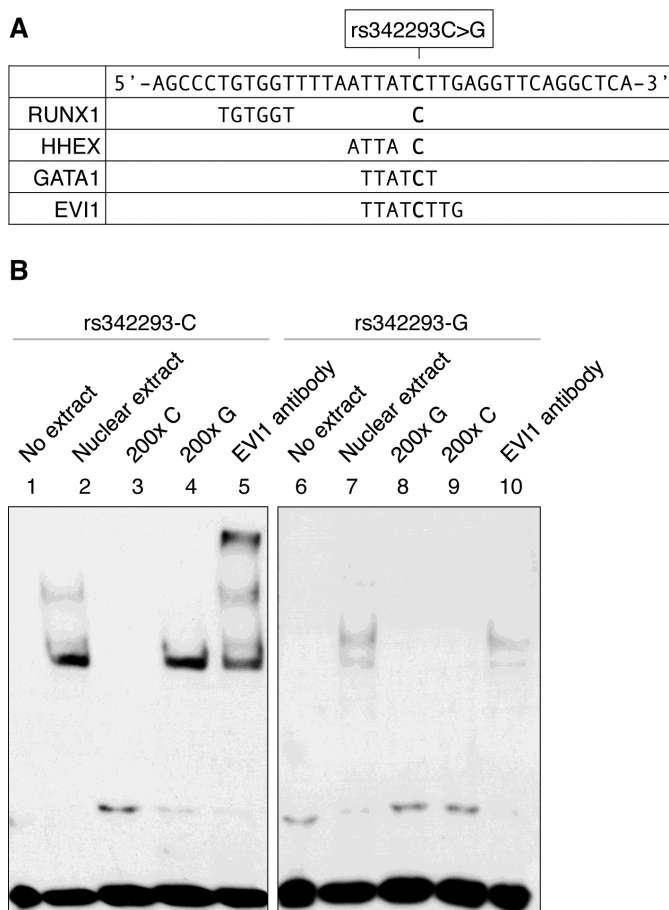 A
rs342293C>G
5'-AGCCCTGTGGTTTTAATTATCTTGAGGTTCAGGCTCA-3'
RUNX1 TGTGGT C
HHEX ATTA C
GATA1 TTATCT
EVI1 TTATCTTG
B
rs342293-C rs342293-G
No extract Nuclear extract 200x C 200x G EVI1 antibody No extract Nuclear extract 200x G 200x C EVI1 antibody
1 2 3 4 5 6 7 8 9 10